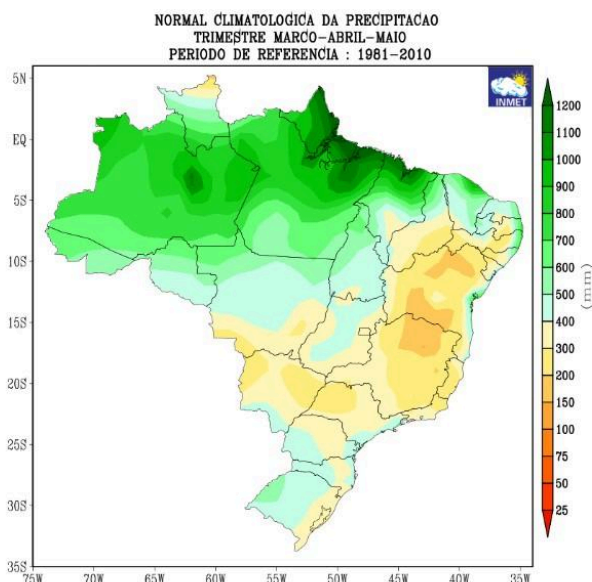 NORMAL CLIMATOLOGICA DA PRECIPITACAO
TRIMESTRE MARCO-ABRIL-MAIO
PERIODO DE REFERENCIA : 1981-2010
INMET
5N
EQ
5S
10S
15S
20S
25S
30S
35S
75W
70W
65W
60W
55W
50W
45W
40W
35W
1200
1100
1000
900
800
700
600
500
400
300
200
150
100
75
50
25
(mm)